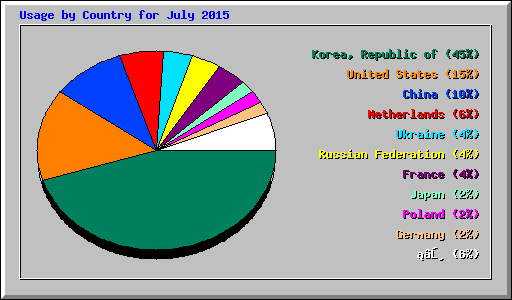 Usage by Country for July 2015
Korea, Republic of (45%)
United States (15%)
China (10%)
Netherlands (6%)
Ukraine (4%)
Russian Federation (4%)
France (4%)
Japan (2%)
Poland (2%)
Germany (2%)
(6%)